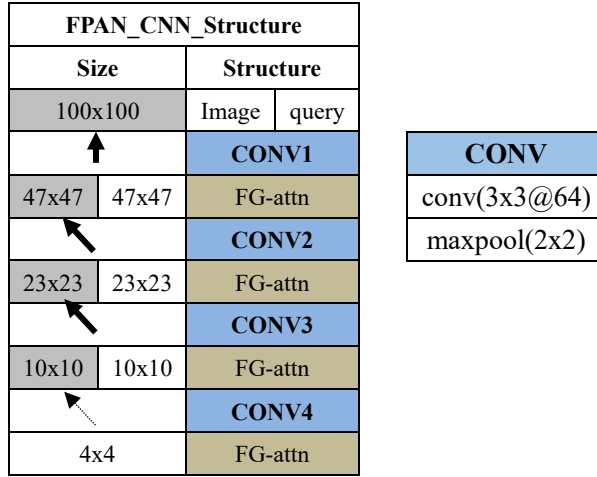 FPAN_CNN_Structure
Size Structure
100x100 Image query
CONV1
47x47 47x47 FG-attn
CONV2
23x23 23x23 FG-attn
CONV3
10x10 10x10 FG-attn
CONV4
4x4 FG-attn
CONV
conv(3x3@64)
maxpool(2x2)